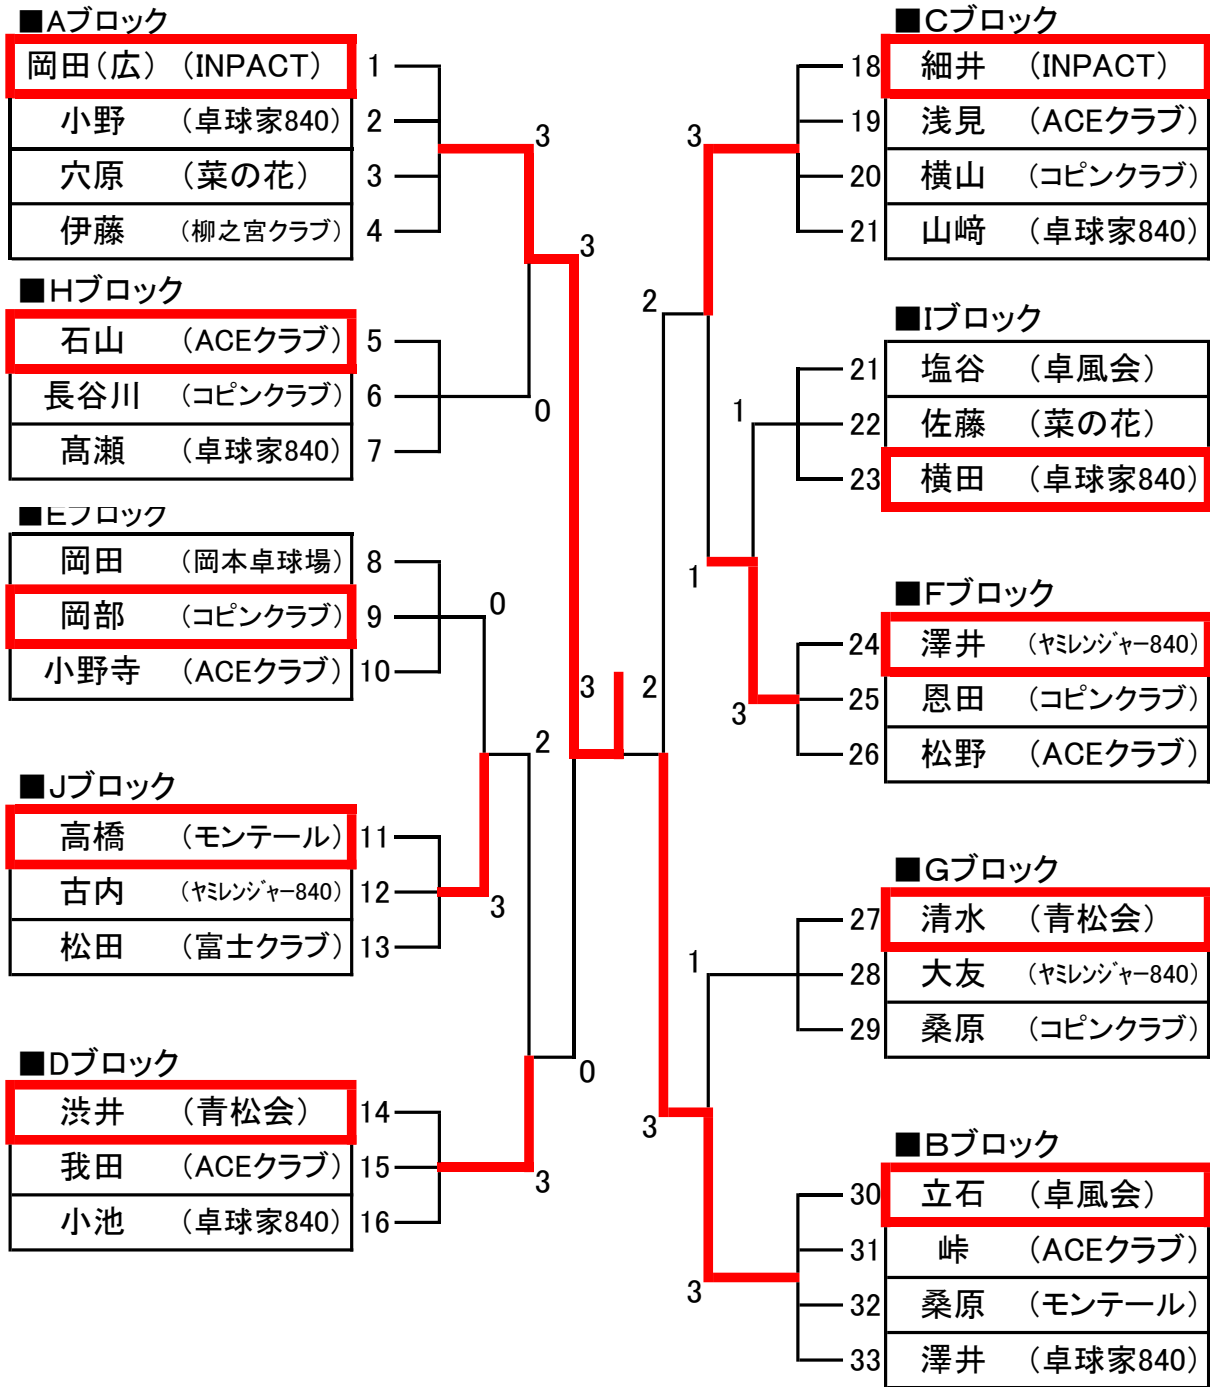 ■Aブロック
岡田(広) (INPACT) 1
小野 (卓球家840) 2
穴原 (菜の花) 3
伊藤 (柳之宮クラブ) 4
■Hブロック
石山 (ACEクラブ) 5
長谷川 (コピンクラブ) 6
髙瀬 (卓球家840) 7
■Eブロック
岡田 (岡本卓球場) 8
岡部 (コピンクラブ) 9
小野寺 (ACEクラブ) 10
■Jブロック
高橋 (モンテール) 11
古内 (ヤミレンジャー840) 12
松田 (富士クラブ) 13
■Dブロック
渋井 (青松会) 14
我田 (ACEクラブ) 15
小池 (卓球家840) 16
3
3
0
0
3
2
3
0
3
2
3
2
1
1
3
1
3
3
■Cブロック
18 細井 (INPACT)
19 浅見 (ACEクラブ)
20 横山 (コピンクラブ)
21 山﨑 (卓球家840)
■Iブロック
21 塩谷 (卓風会)
22 佐藤 (菜の花)
23 横田 (卓球家840)
■Fブロック
24 澤井 (ヤミレンジャー840)
25 恩田 (コピンクラブ)
26 松野 (ACEクラブ)
■Gブロック
27 清水 (青松会)
28 大友 (ヤミレンジャー840)
29 桑原 (コピンクラブ)
■Bブロック
30 立石 (卓風会)
31 峠 (ACEクラブ)
32 桑原 (モンテール)
33 澤井 (卓球家840)